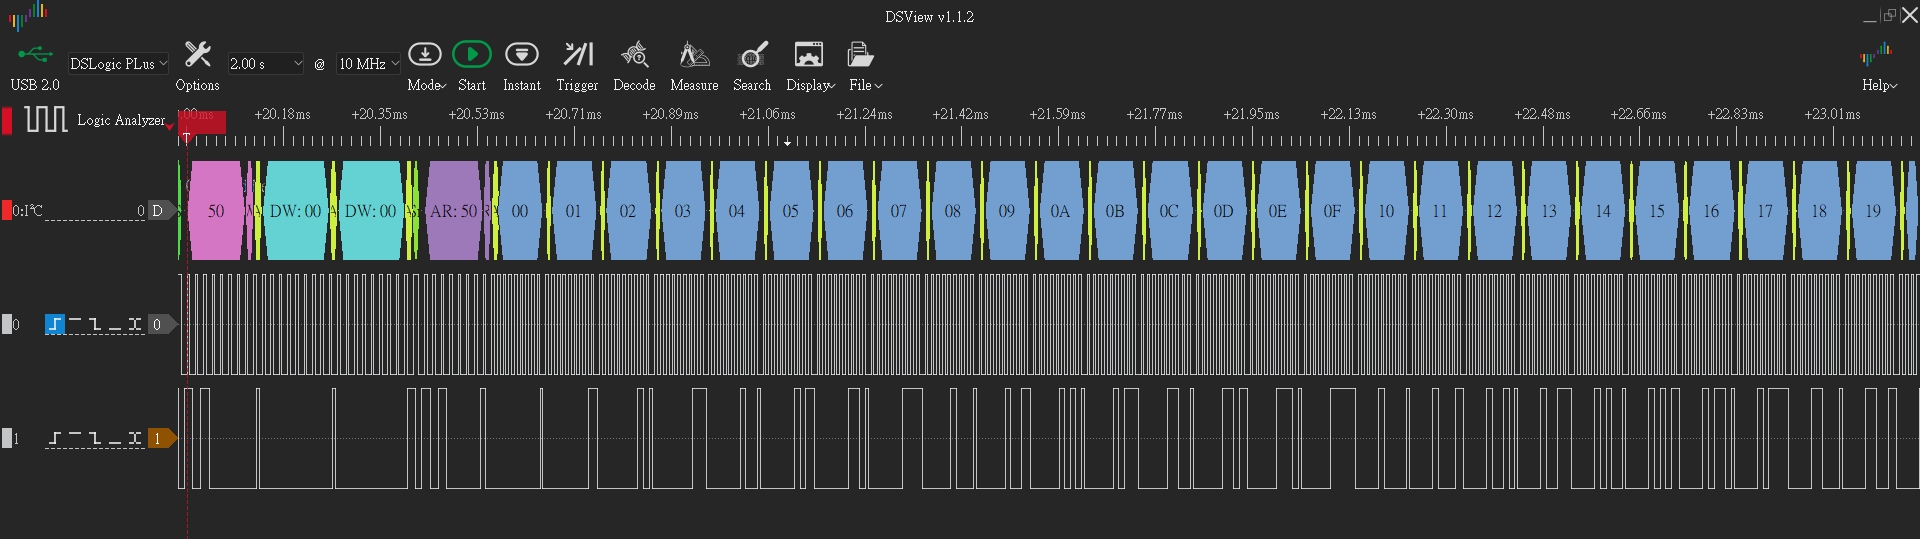 DSView v1.1.2
USB 2.0
DSLogic PLus
Options
2.00 s
@
10 MHz
Mode
Start
Instant
Trigger
Decode
Measure
Search
Display
File
Help
Logic Analyzer
:00ms +20.18ms +20.35ms +20.53ms +20.71ms +20.89ms +21.06ms +21.24ms +21.42ms +21.59ms +21.77ms +21.95ms +22.13ms +22.30ms +22.48ms +22.66ms +22.83ms +23.01ms
T
0:I²C 0 D 50 DW: 00 DW: 00 AR: 50 00 01 02 03 04 05 06 07 08 09 0A 0B 0C 0D 0E 0F 10 11 12 13 14 15 16 17 18 19
0 0
1 1